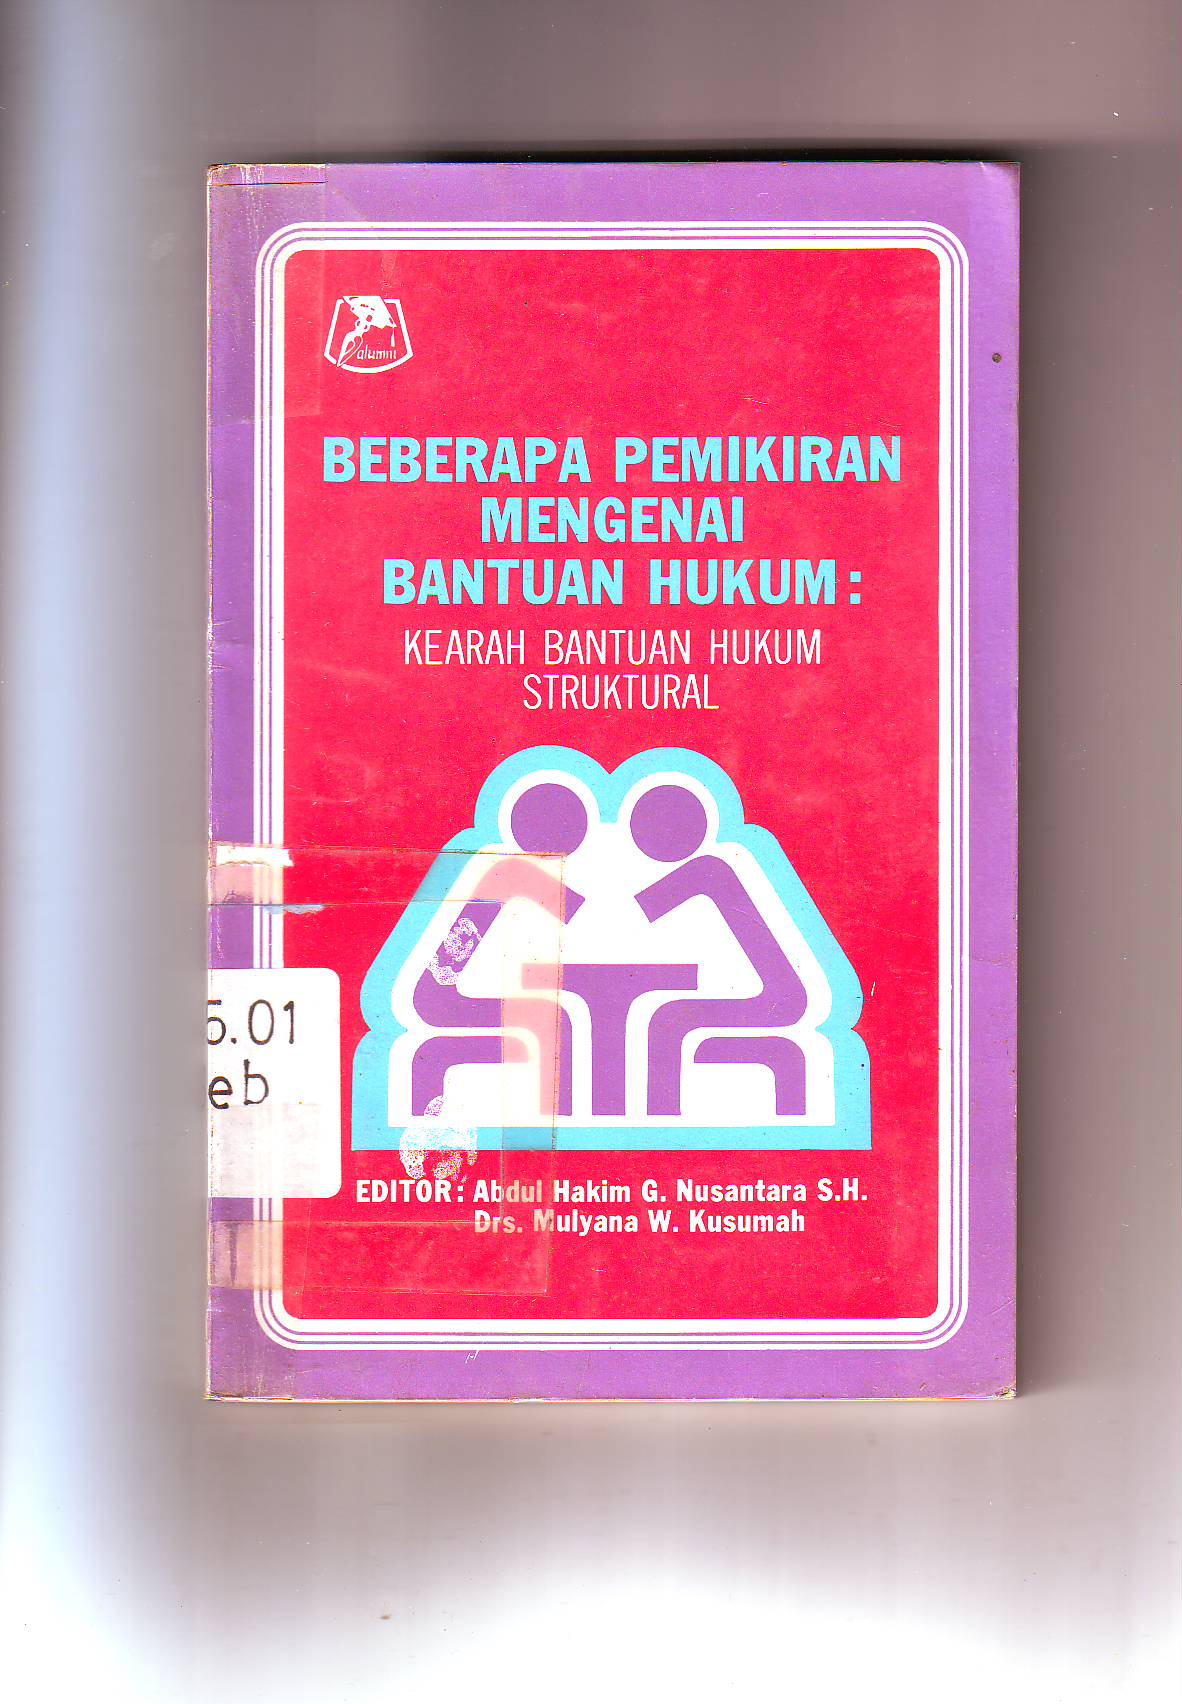 alumni
BEBERAPA PEMIKIRAN
MENGENAI
BANTUAN HUKUM:
KEARAH BANTUAN HUKUM
STRUKTURAL
5.01
eb
EDITOR: Abdul Hakim G. Nusantara S.H.
Drs. Mulyana W. Kusumah